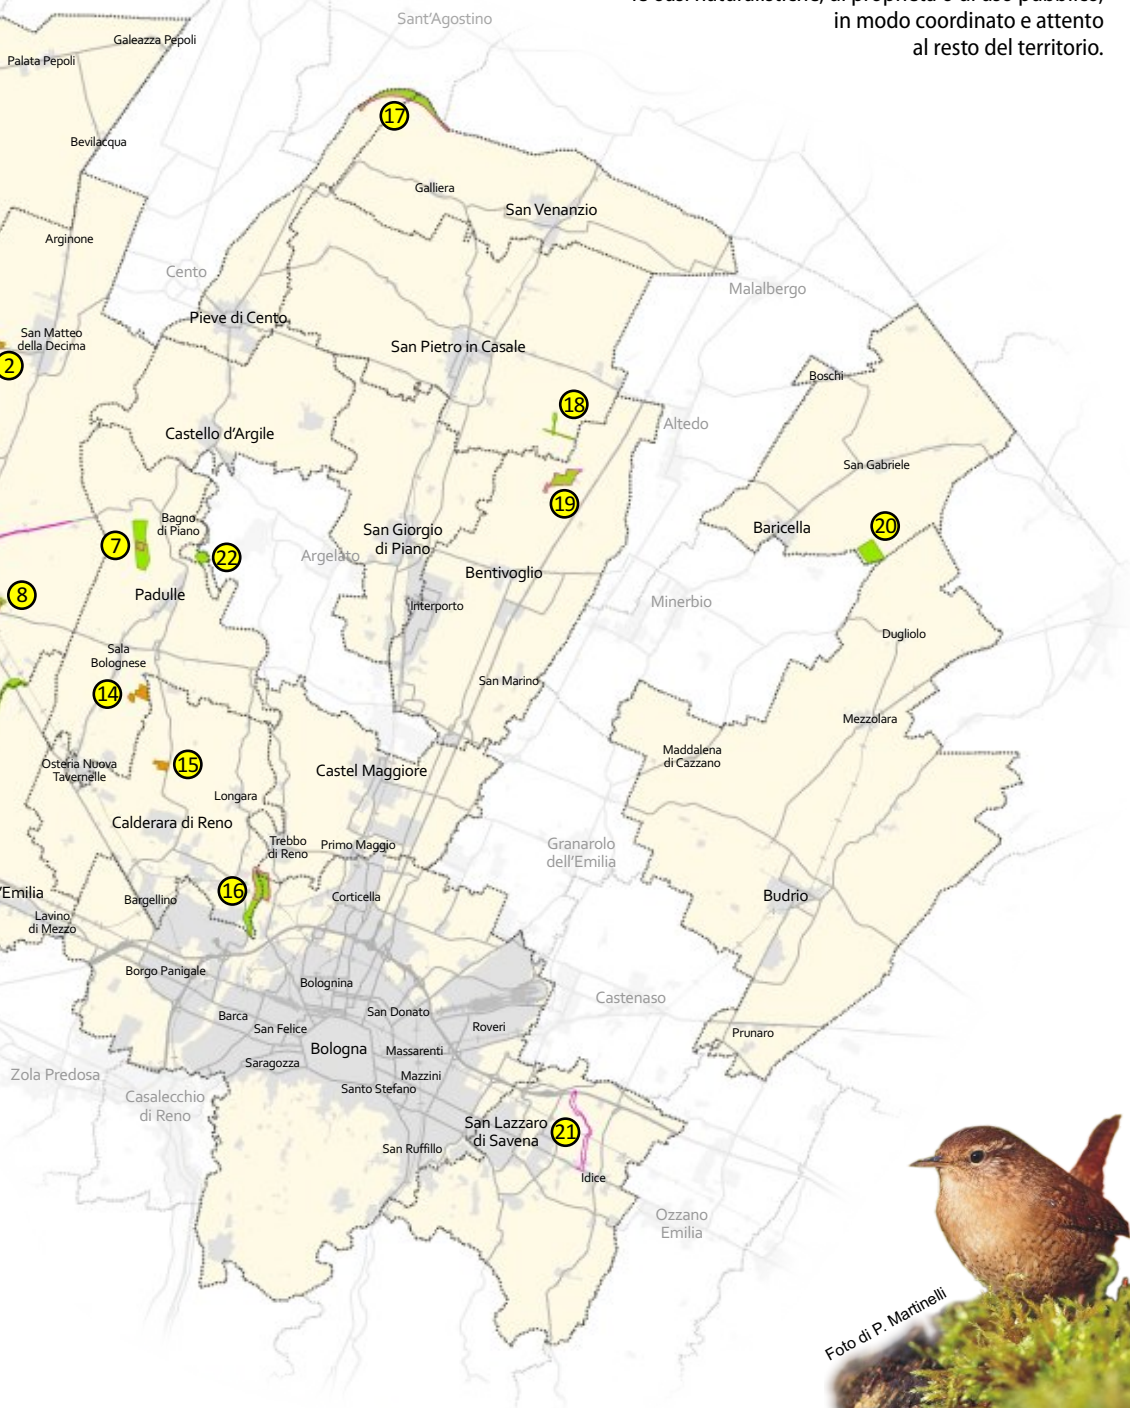 in modo coordinato e attento
al resto del territorio.
Sant'Agostino
Galeazza Pepoli
Palata Pepoli
17
Bevilacqua
Galliera
San Venanzio
Arginone
Cento
Malalbergo
Pieve di Cento
San Matteo
della Decima
San Pietro in Casale
2
Boschi
18
Altedo
Castello d'Argile
San Gabriele
19
Bagno
di Piano
San Giorgio
di Piano
Baricella
20
7
22
Argelato
Bentivoglio
8
Padulle
Interporto
Minerbio
Dugliolo
Sala
Bolognese
San Marino
14
Mezzolara
Maddalena
di Cazzano
Osteria Nuova
Tavernelle
15
Castel Maggiore
Longara
Calderara di Reno
Trebbo
di Reno
Primo Maggio
Granarolo
dell'Emilia
'Emilia
16
Bargellino
Corticella
Budrio
Lavino
di Mezzo
Borgo Panigale
Bolognina
Castenaso
Barca
San Donato
San Felice
Roveri
Prunaro
Bologna
Massarenti
Saragozza
Zola Predosa
Mazzini
Santo Stefano
Casalecchio
di Reno
San Lazzaro
di Savena
21
San Ruffillo
Idice
Ozzano
Emilia
Foto di P. Martinelli